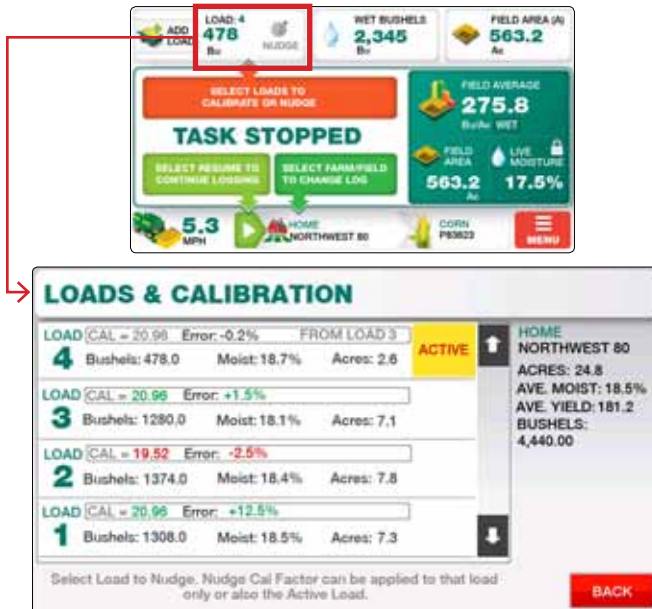 ADD LOAD
LOAD: 4
478
Bu
NUDGE
WET BUSHELS
2,345
Bu
FIELD AREA (A)
563.2
Ac
SELECT LOADS TO
CALIBRATE OR NUDGE
TASK STOPPED
SELECT RESUME TO
CONTINUE LOGGING
SELECT FARM/FIELD
TO CHANGE LOG
FIELD AVERAGE
275.8
Bu/Ac WET
FIELD
AREA
563.2
Ac
LIVE
MOISTURE
17.5%
5.3
MPH
HOME
NORTHWEST 80
CORN
MENU
LOADS & CALIBRATION
LOAD CAL = 20.96 Error: -0.2% FROM LOAD 3
4 Bushels: 478.0 Moist: 18.7% Acres: 2.6
ACTIVE
LOAD CAL = 20.96 Error: +1.5%
3 Bushels: 1280.0 Moist: 18.1% Acres: 7.1
LOAD CAL = 19.52 Error: -2.5%
2 Bushels: 1374.0 Moist: 18.4% Acres: 7.8
LOAD CAL = 20.96 Error: +12.5%
1 Bushels: 1308.0 Moist: 18.5% Acres: 7.3
HOME
NORTHWEST 80
ACRES: 24.8
AVE. MOIST: 18.5%
AVE. YIELD: 181.2
BUSHELS:
4,440.00
Select Load to Nudge. Nudge Cal Factor can be applied to that load
only or also the Active Load.
BACK